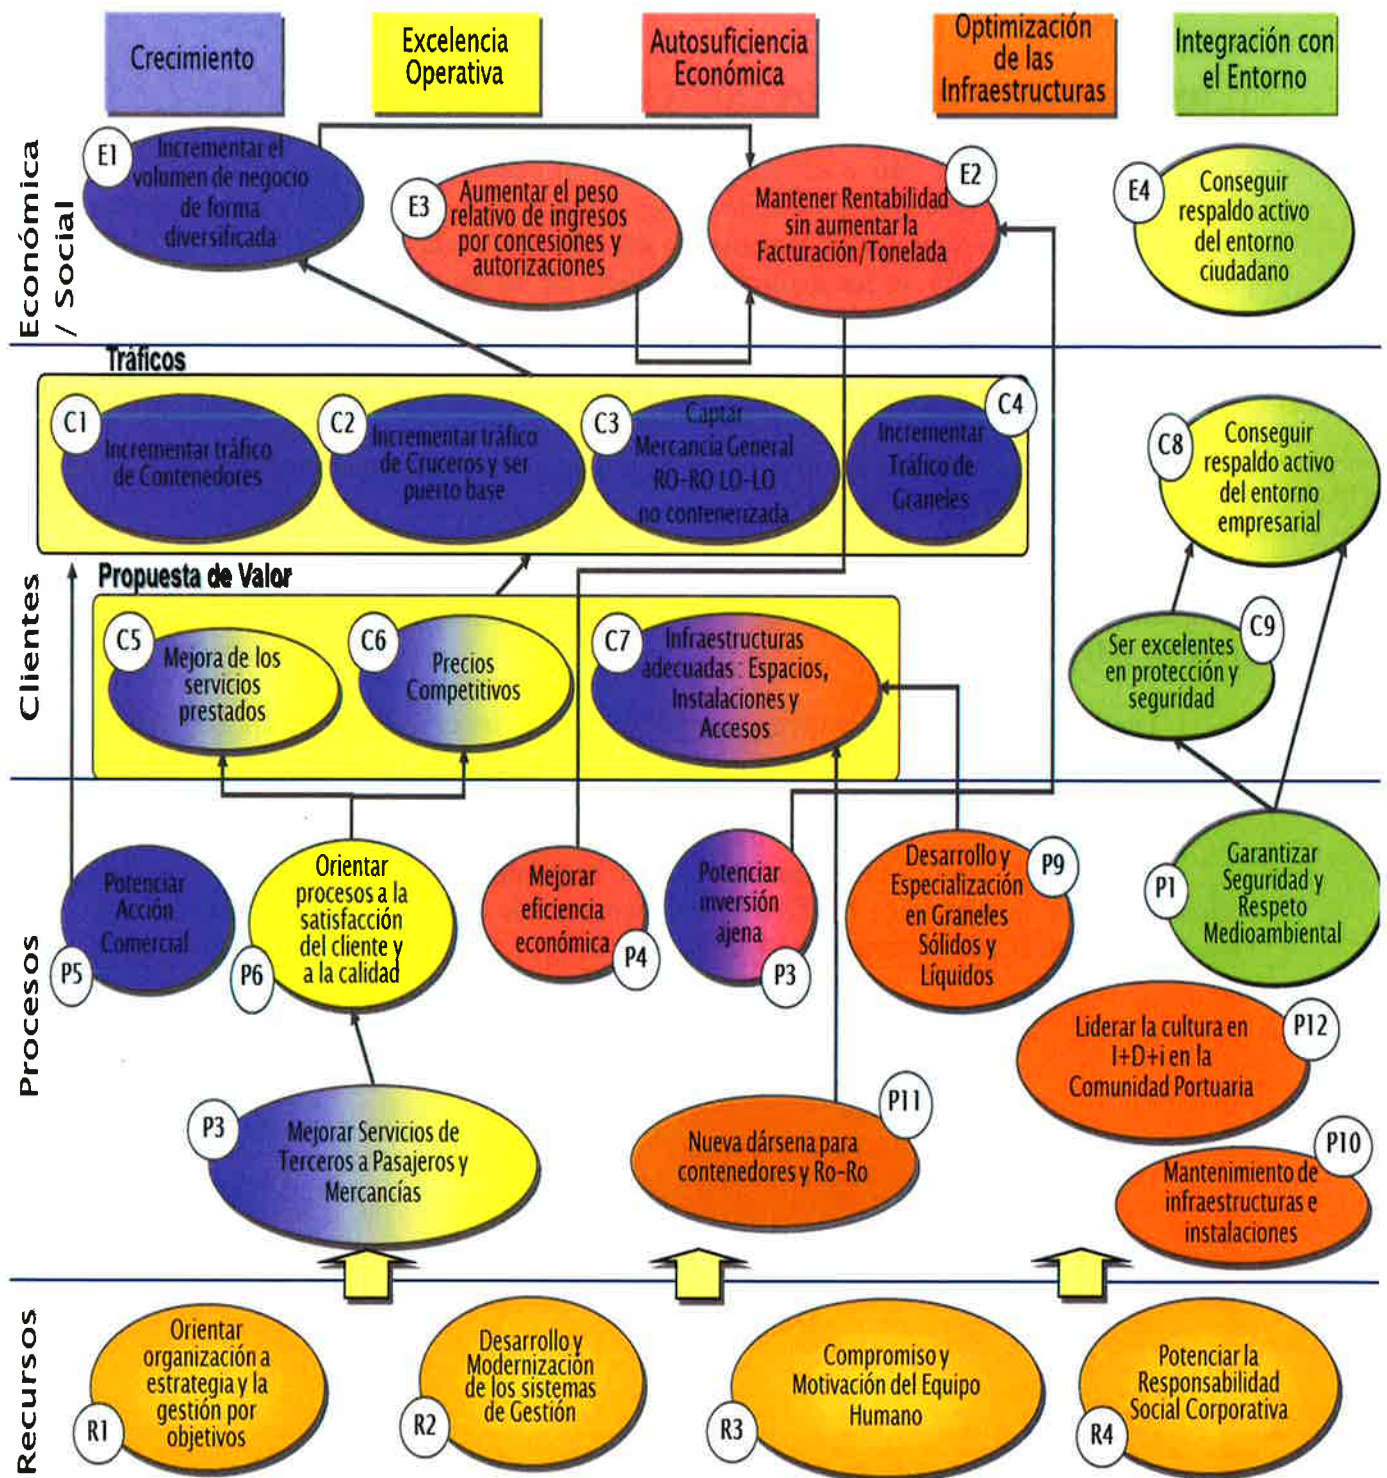 Crecimiento
Excelencia
Operativa
Autosuficiencia
Económica
Optimización
de las
Infraestructuras
Integración con
el Entorno
Económica
/ Social
E1
Incrementar el
volumen de negocio
de forma
diversificada
E3
Aumentar el peso
relativo de ingresos
por concesiones y
autorizaciones
E2
Mantener Rentabilidad
sin aumentar la
Facturación/Tonelada
E4
Conseguir
respaldo activo
del entorno
ciudadano
Clientes
Tráficos
C1
Incrementar tráfico
de Contenedores
C2
Incrementar tráfico
de Cruceros y ser
puerto base
C3
Captar
Mercancía General
RO-RO LO-LO
no contenerizada
C4
Incrementar
Tráfico de
Graneles
C8
Conseguir
respaldo activo
del entorno
empresarial
Propuesta de Valor
C5
Mejora de los
servicios
prestados
C6
Precios
Competitivos
C7
Infraestructuras
adecuadas : Espacios,
Instalaciones y
Accesos
C9
Ser excelentes
en protección y
seguridad
Procesos
Potenciar
Acción
Comercial
P5
Orientar
procesos a la
satisfacción
del cliente y
a la calidad
P6
Mejorar
eficiencia
económica
P4
Potenciar
inversión
ajena
P3
Desarrollo y
Especialización
en Graneles
Sólidos y
Líquidos
P9
P1
Garantizar
Seguridad y
Respeto
Medioambiental
Liderar la cultura en
I+D+i en la
Comunidad Portuaria
P12
P3
Mejorar Servicios de
Terceros a Pasajeros y
Mercancías
P11
Nueva dársena para
contenedores y Ro-Ro
P10
Mantenimiento de
infraestructuras e
instalaciones
Recursos
Orientar
organización a
estrategia y la
gestión por
objetivos
R1
Desarrollo y
Modernización
de los sistemas
de Gestión
R2
Compromiso y
Motivación del Equipo
Humano
R3
Potenciar la
Responsabilidad
Social Corporativa
R4